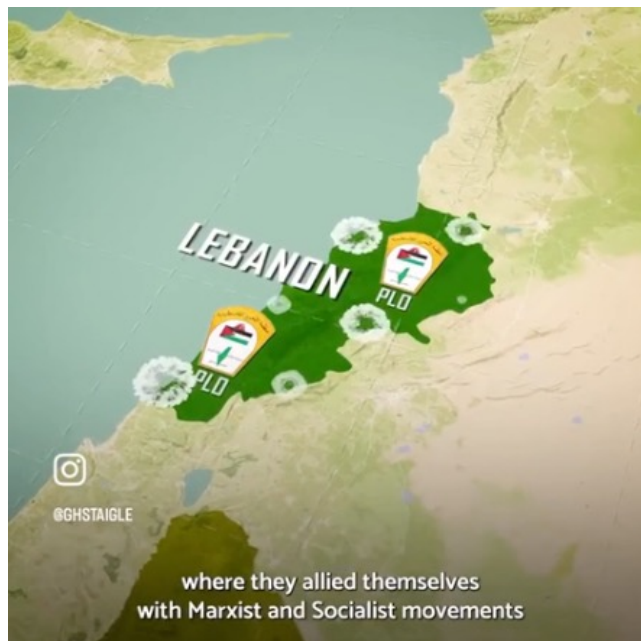 LEBANON
PLO
PLO
@GHSTAIGLE
where they allied themselves
with Marxist and Socialist movements